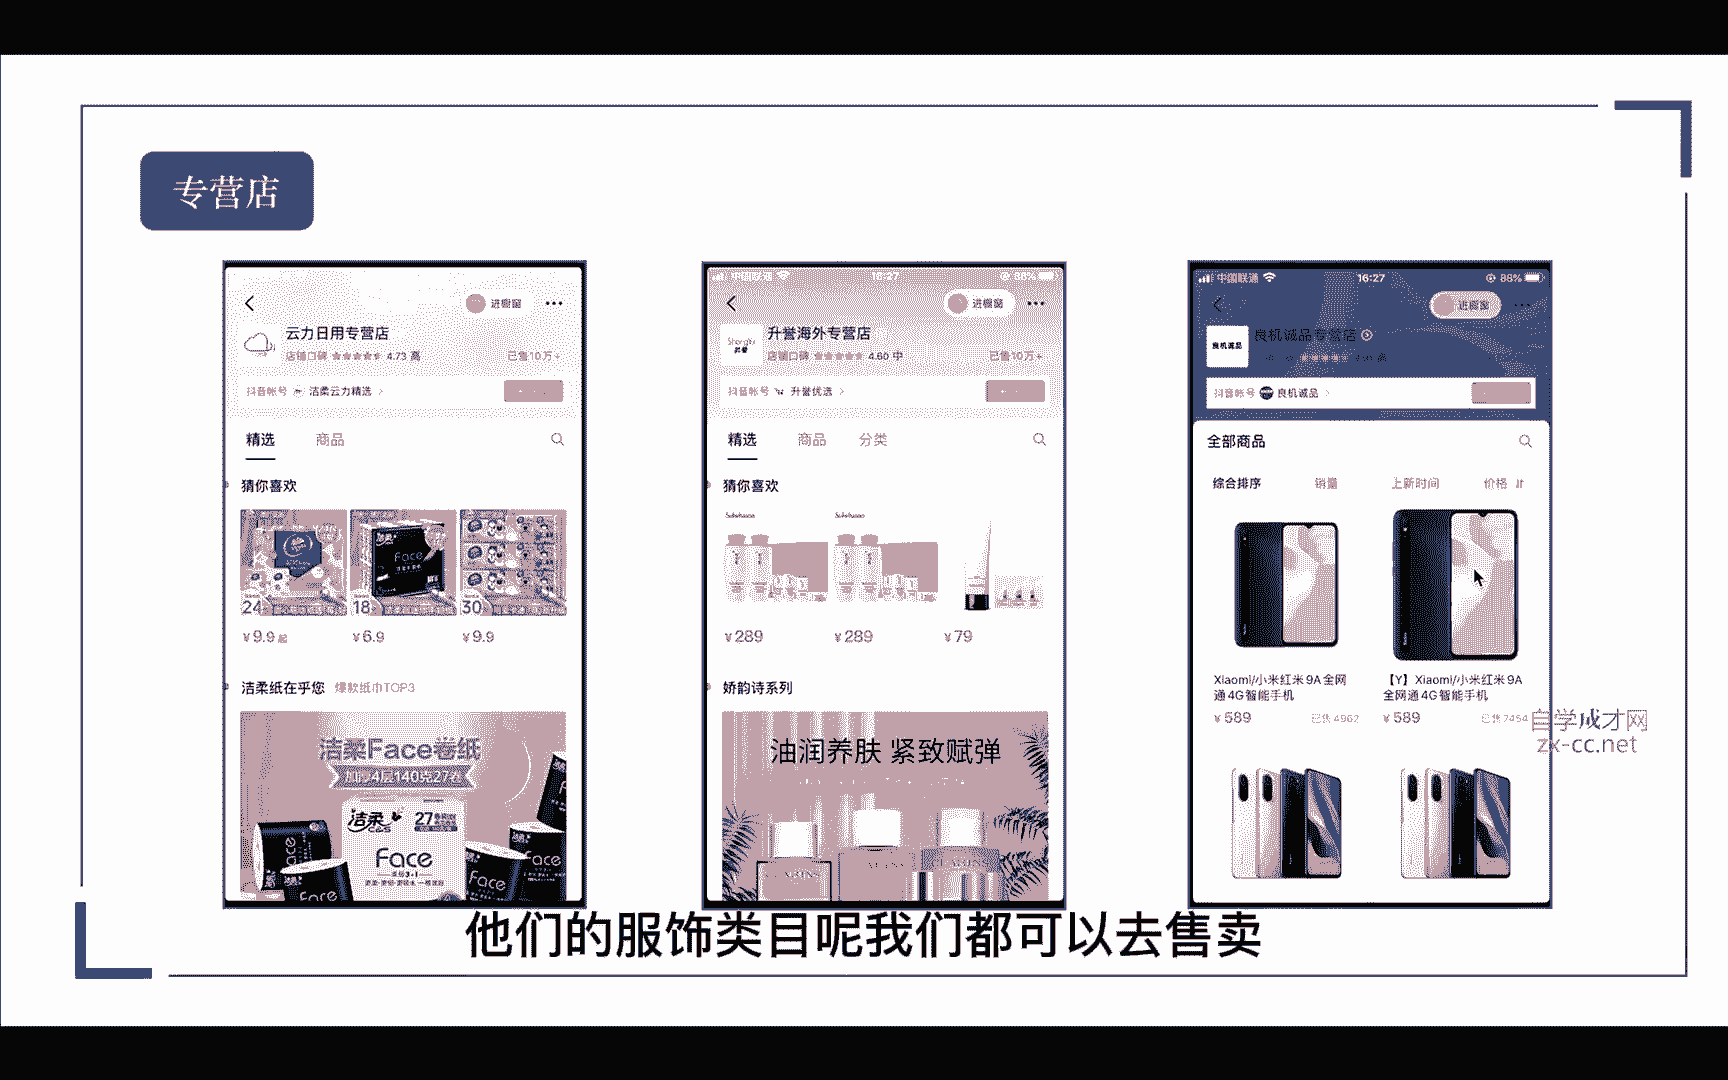 专营店
进橱窗
云力日用专营店
店铺口碑 4.73 高 已售10万+
抖音帐号 洁柔云力精选
精选 商品
猜你喜欢
24 18 30
¥9.9起 ¥6.9 ¥9.9
洁柔纸在乎您 爆款纸巾TOP3
洁柔Face卷纸
加厚4层140克27卷
洁柔 27
C&S
Face
Face
Face
Face
中国联通 16:27 88%
进橱窗
升誉海外专营店
店铺口碑 4.60 中 已售10万+
抖音帐号 升誉优选
精选 商品 分类
猜你喜欢
¥289 ¥289 ¥79
娇韵诗系列
油润养肤 紧致赋弹
中国联通 16:27 88%
进橱窗
良机诚品
良机诚品专营店
抖音帐号 良机诚品
全部商品
综合排序 销量 上新时间 价格
Xiaomi/小米红米9A全网
通4G智能手机
¥589 已售4962
【Y】Xiaomi/小米红米9A
全网通4G智能手机
¥589 已售7454
自学成才网
zx-cc.net
他们的服饰类目呢我们都可以去售卖